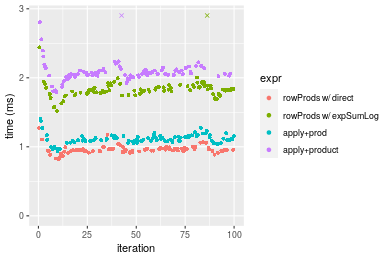 3
2
1
0
time (ms)
0
25
50
75
100
iteration
expr
rowProds w/ direct
rowProds w/ expSumLog
apply+prod
apply+product